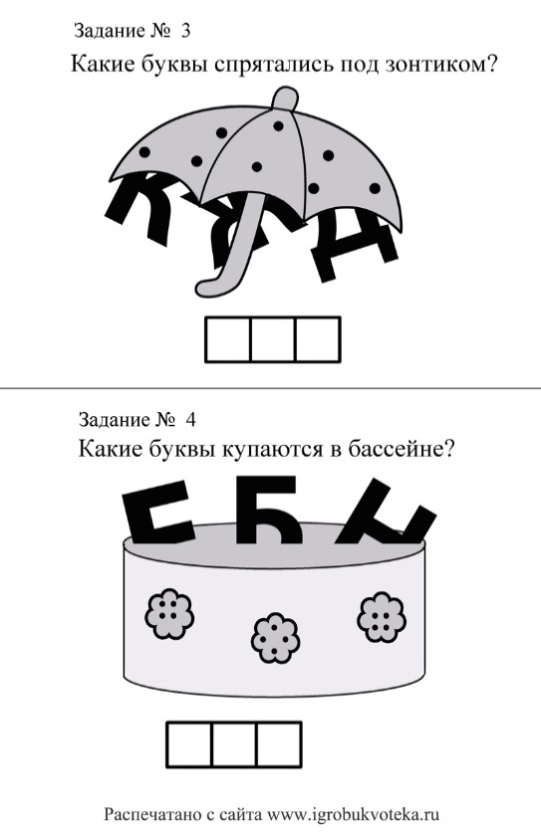 Задание № 3
Какие буквы спрятались под зонтиком?
Задание № 4
Какие буквы купаются в бассейне?
Распечатано с сайта www.igrobukvoteka.ru